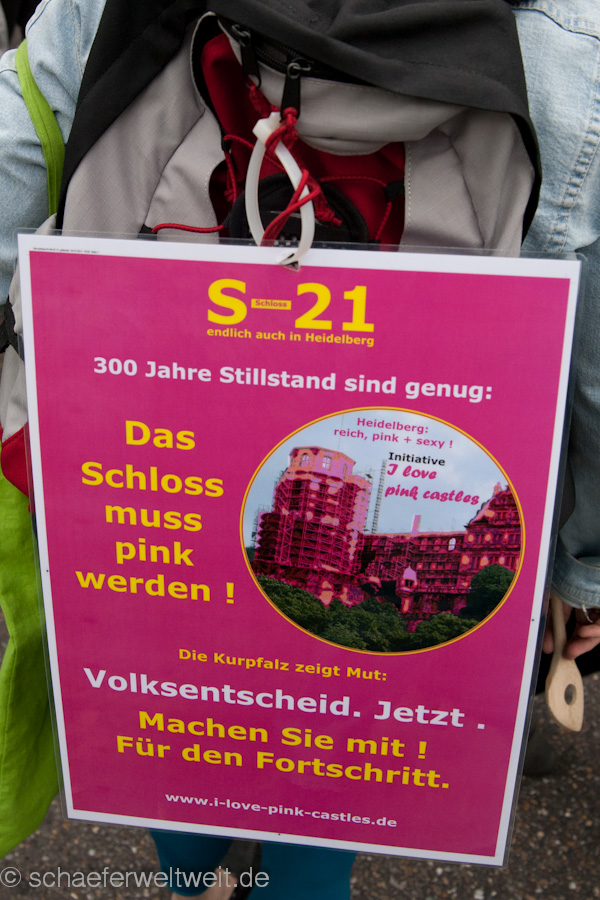 S-21
Schloss
endlich auch in Heidelberg
300 Jahre Stillstand sind genug:
Das
Schloss
muss
pink
werden !
Heidelberg:
reich, pink + sexy !
Initiative
I love
pink castles
Die Kurpfalz zeigt Mut:
Volksentscheid. Jetzt .
Machen Sie mit !
Für den Fortschritt.
www.i-love-pink-castles.de
© schaeferweltweit.de